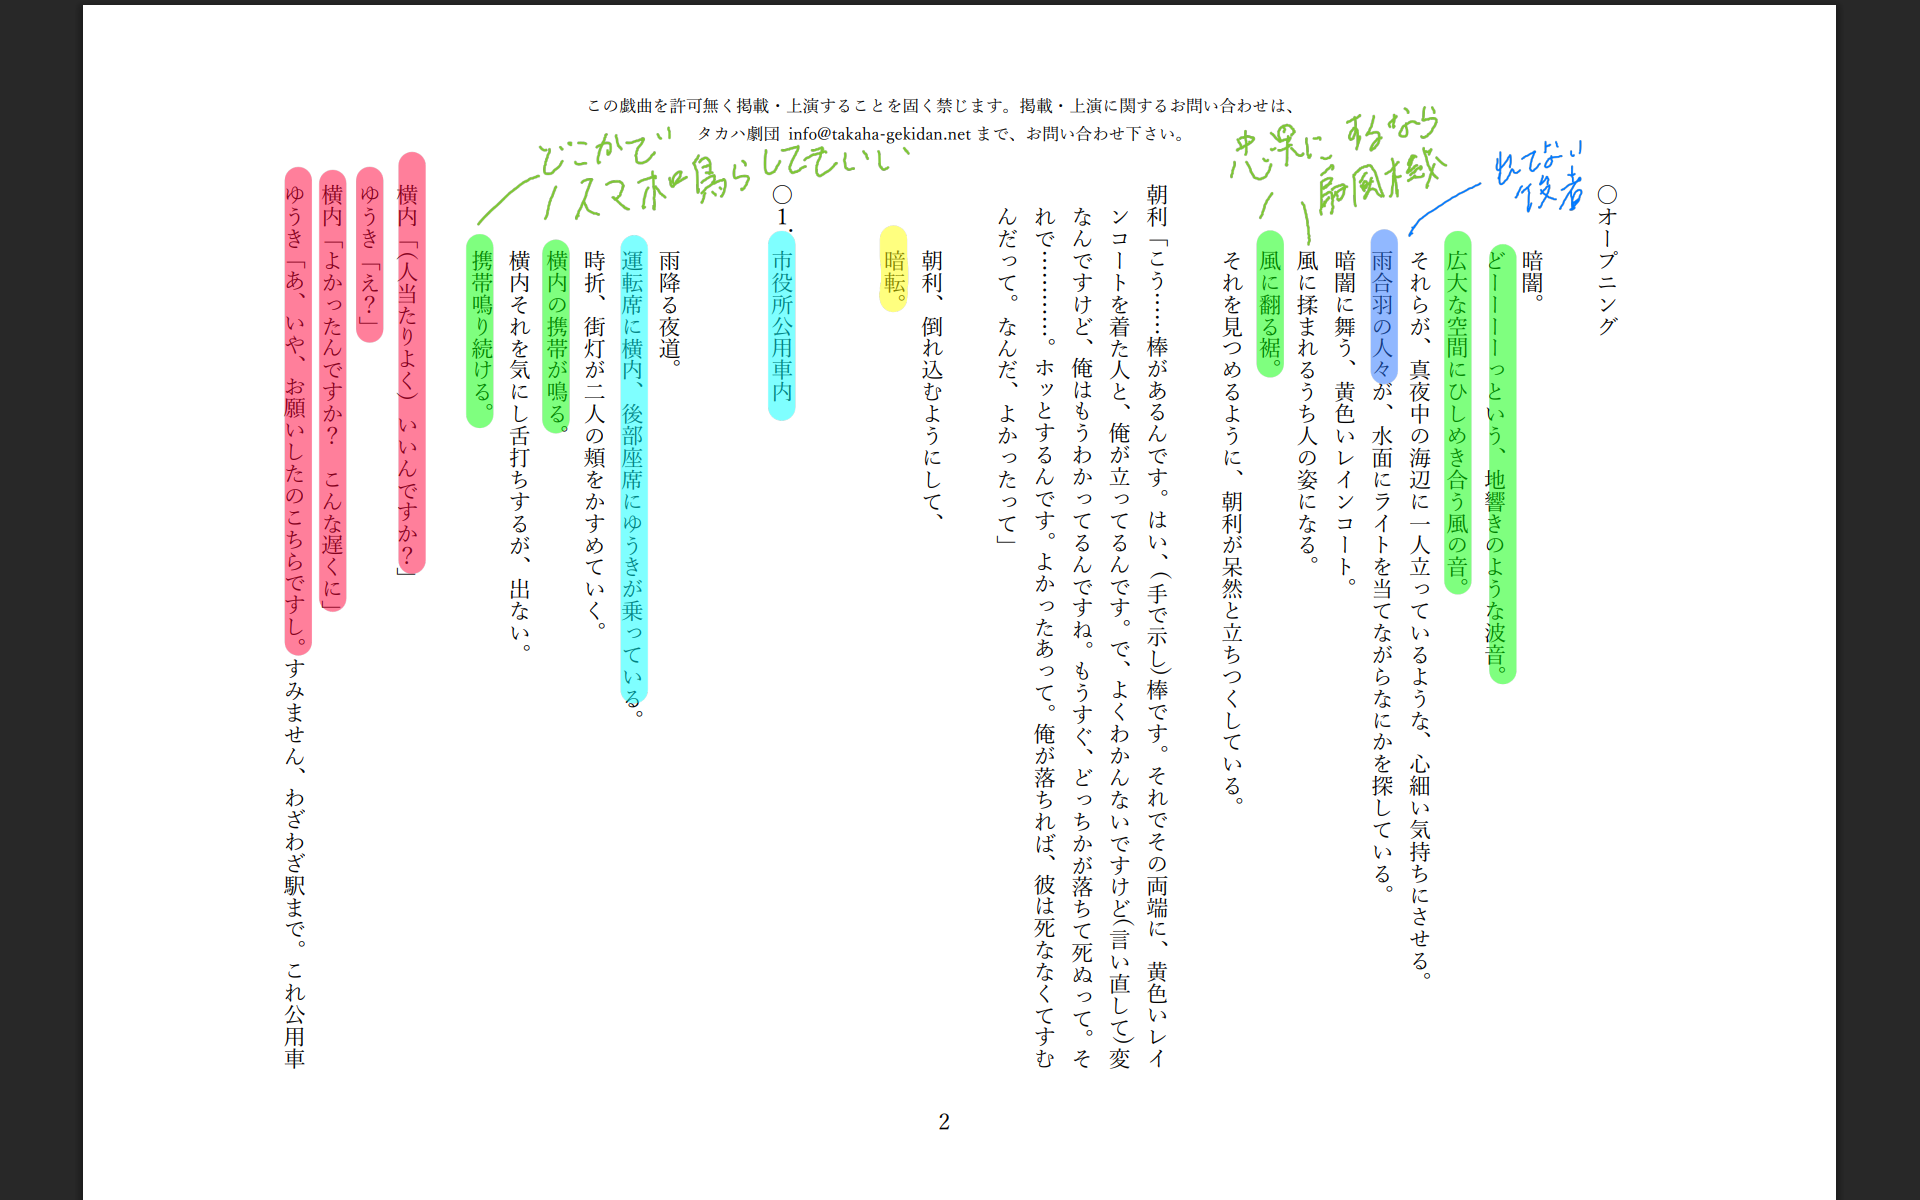 この戯曲を許可無く掲載・上演することを固く禁じます。掲載・上演に関するお問い合わせは、
タカハ劇団 info@takaha-gekidan.net まで、お問い合わせ下さい。
〇オープニング
暗闇。
どーーーーっという、地響きのような波音。
広大な空間にひしめき合う風の音。
それらが、真夜中の海辺に一人立っているような、心細い気持ちにさせる。
出てない
役者
雨合羽の人々が、水面にライトを当てながらなにかを探している。
暗闇に舞う、黄色いレインコート。
風に揉まれるうち人の姿になる。
にするなら
扇風機
風に翻る裾。
それを見つめるように、朝利が呆然と立ちつくしている。
朝利「こう……棒があるんです。はい、（手で示し）棒です。それでその両端に、黄色いレイ
ンコートを着た人と、俺が立ってるんです。で、よくわかんないですけど（言い直して）変
なんですけど、俺はもうわかってるんですね。もうすぐ、どっちかが落ちて死ぬって。そ
れで…………。ホッとするんです。よかったあって。俺が落ちれば、彼は死ななくてすむ
んだって。なんだ、よかったって」
朝利、倒れ込むようにして、
暗転。
〇１．市役所公用車内
雨降る夜道。
運転席に横内、後部座席にゆうきが乗っている。
時折、街灯が二人の頬をかすめていく。
どこかで
スマホ鳴らしてもいい
横内の携帯が鳴る。
横内それを気にし舌打ちするが、出ない。
携帯鳴り続ける。
横内「（人当たりよく）いいんですか？」
ゆうき「え？」
横内「よかったんですか？　こんな遅くに」
ゆうき「あ、いや、お願いしたのこちらですし。すみません、わざわざ駅まで。これ公用車
2